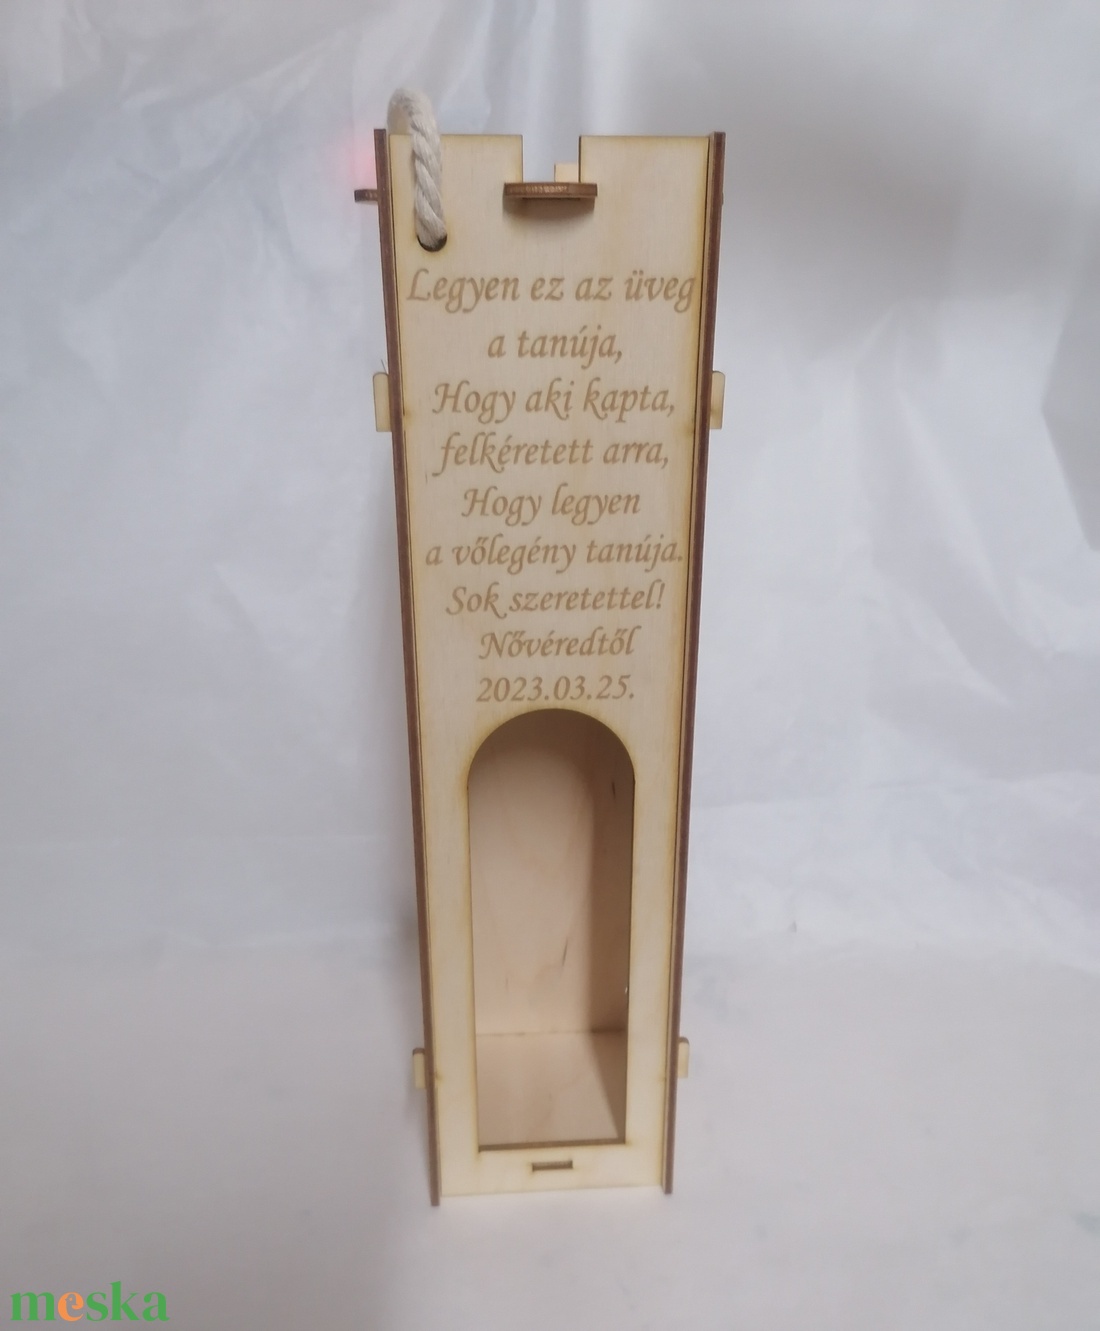 Legyen ez az üveg
a tanúja,
Hogy aki kapta,
felkéretett arra,
Hogy legyen
a vőlegény tanúja.
Sok szeretettel!
Nővéredtől
2023.03.25.
meska